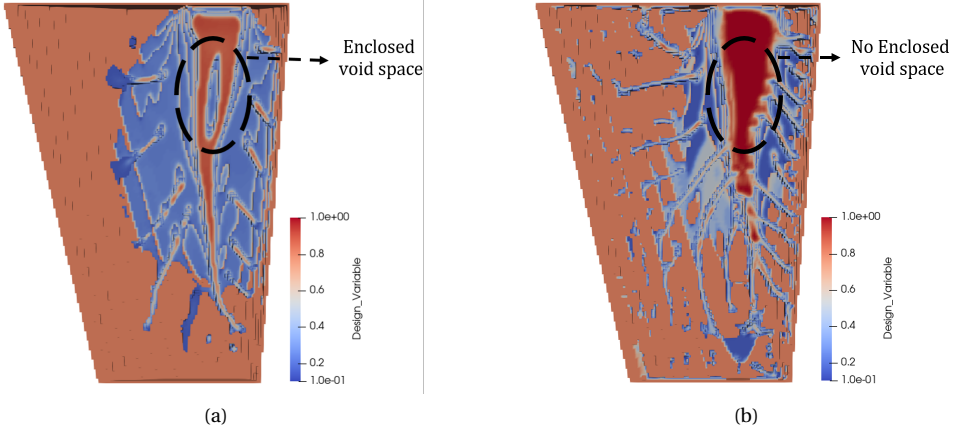 Enclosed
void space
1.0e+00
0.8
0.6
0.4
0.2
1.0e-01
Design_Variable
(a)
No Enclosed
void space
1.0e+00
0.8
0.6
0.4
0.2
1.0e-01
Design_Variable
(b)